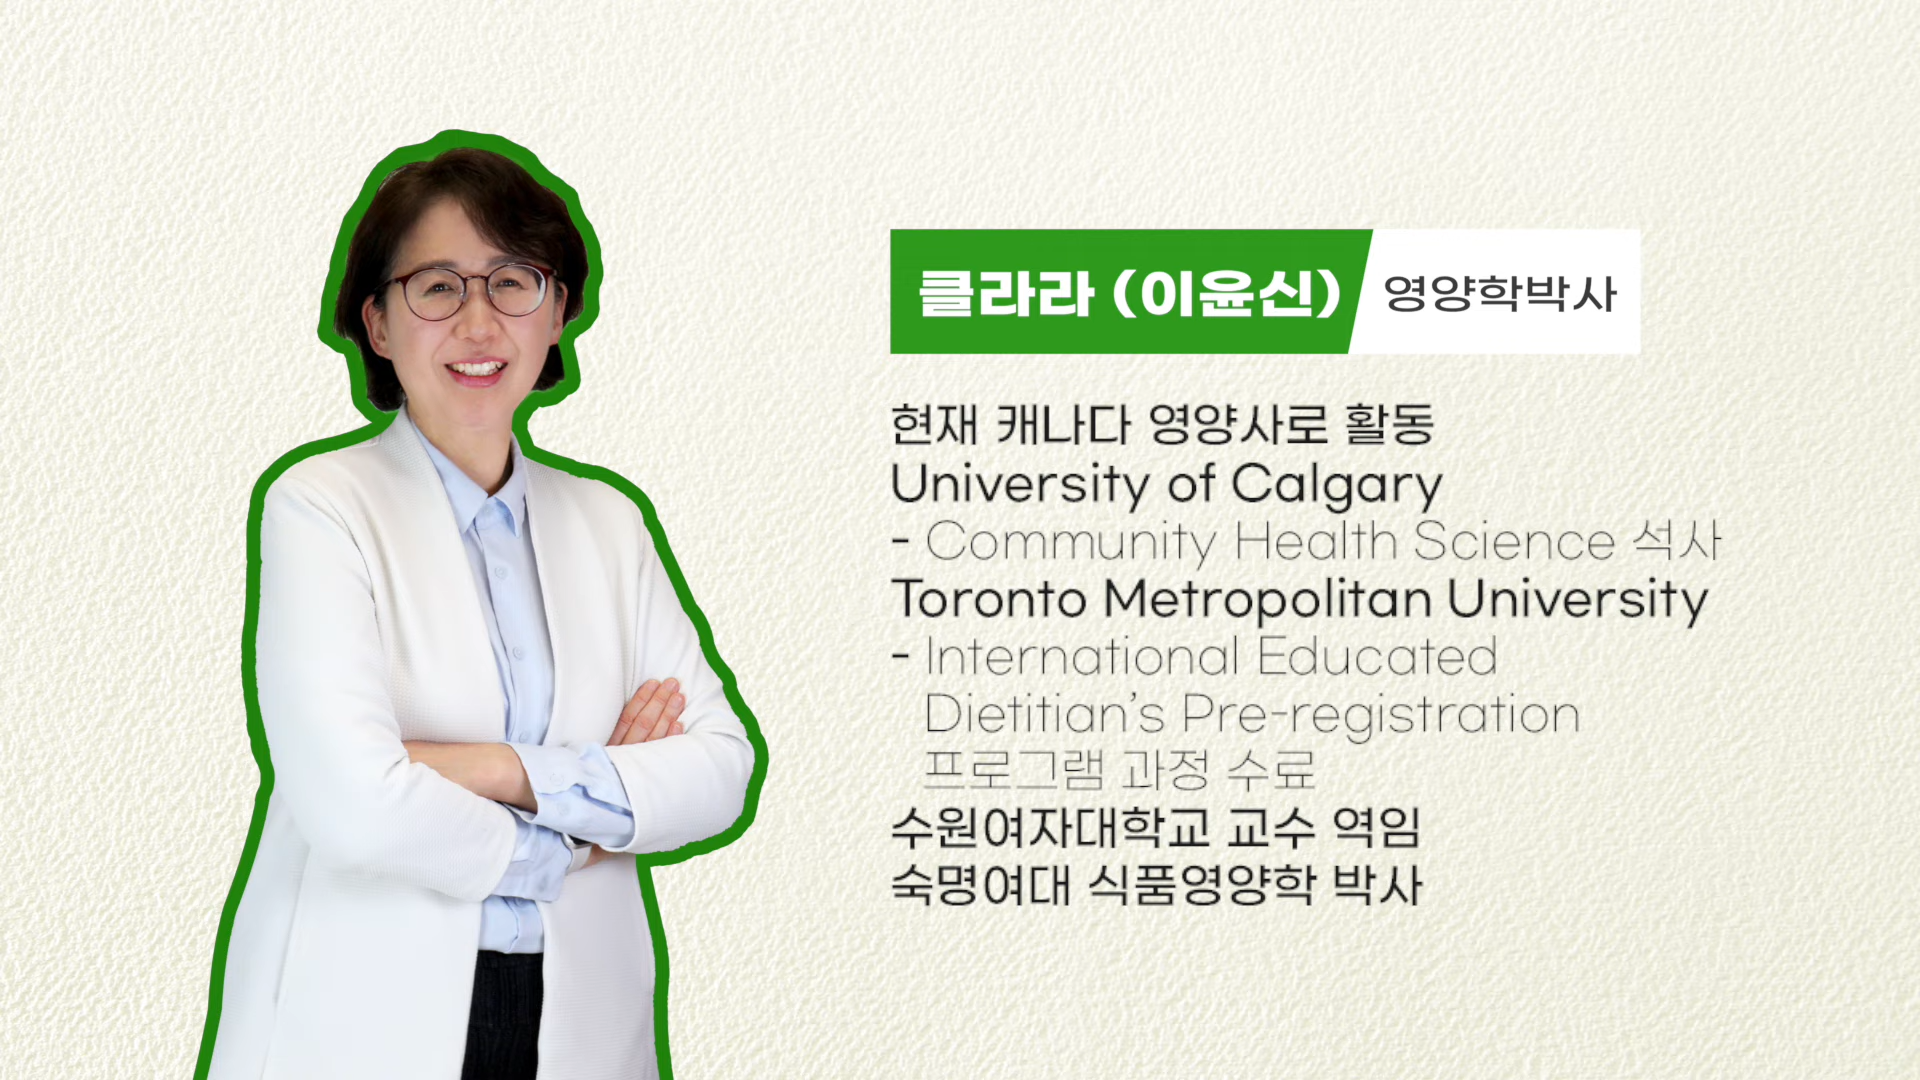 클라라 (이윤신) 영양학박사
현재 캐나다 영양사로 활동
University of Calgary
- Community Health Science 석사
Toronto Metropolitan University
- International Educated
Dietitian’s Pre-registration
프로그램 과정 수료
수원여자대학교 교수 역임
숙명여대 식품영양학 박사